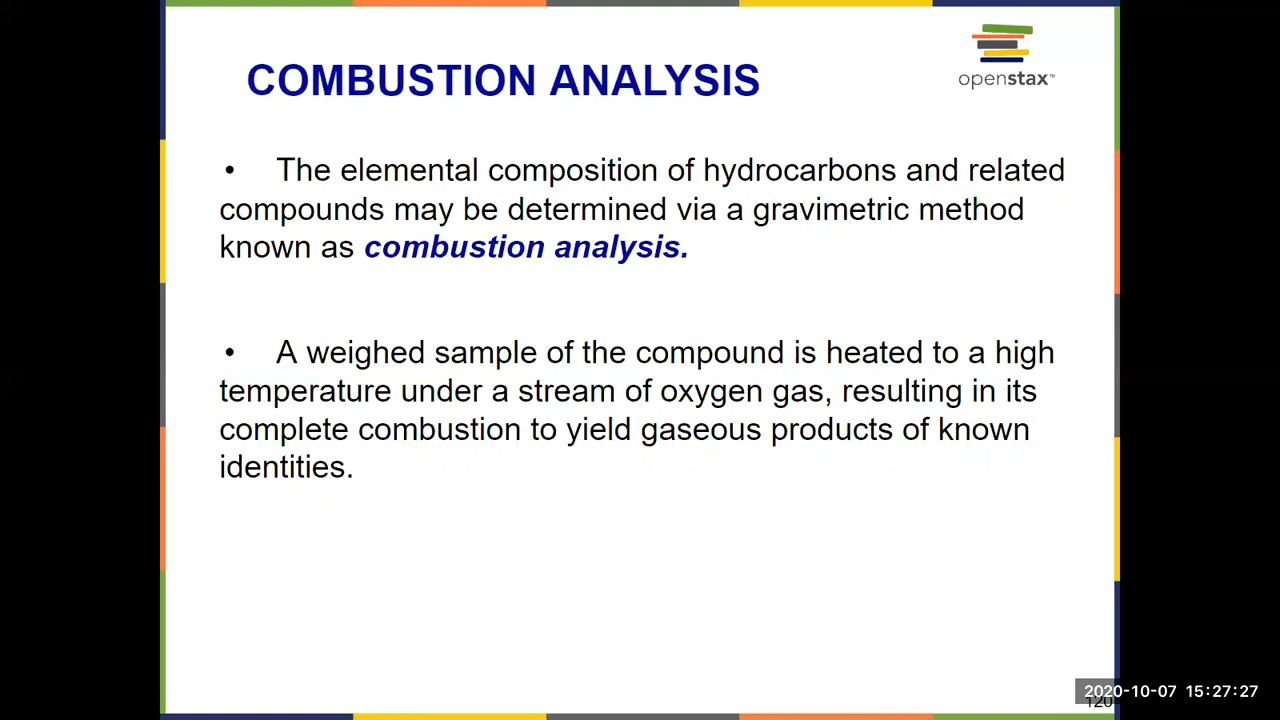 openstax™
COMBUSTION ANALYSIS
• The elemental composition of hydrocarbons and related
compounds may be determined via a gravimetric method
known as combustion analysis.
• A weighed sample of the compound is heated to a high
temperature under a stream of oxygen gas, resulting in its
complete combustion to yield gaseous products of known
identities.
2020-10-07 15:27:27
120